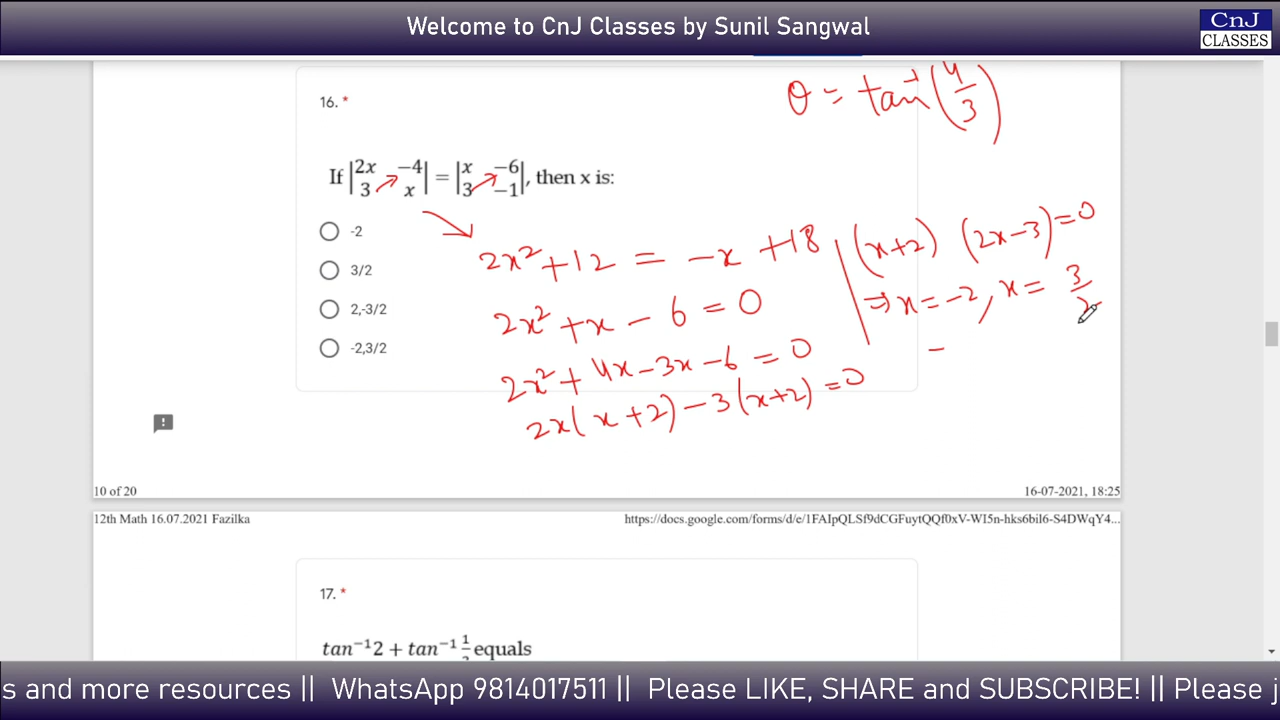 Welcome to CnJ Classes by Sunil Sangwal
CnJ
CLASSES
θ = tan⁻¹(4/3)
16. *
If |2x −4; 3 x| = |x −6; 3 −1|, then x is:
-2
3/2
2,-3/2
-2,3/2
2x² + 12 = −x + 18
2x² + x − 6 = 0
2x² + 4x − 3x − 6 = 0
2x(x+2) − 3(x+2) = 0
(x+2) (2x−3) = 0
⇒ x = −2, x = 3/2
10 of 20
16-07-2021, 18:25
12th Math 16.07.2021 Fazilka
https://docs.google.com/forms/d/e/1FAIpQLSf9dCGFuytQQf0xV-WI5n-hks6bil6-S4DWqY4...
17. *
tan⁻¹2 + tan⁻¹ equals
s and more resources || WhatsApp 9814017511 || Please LIKE, SHARE and SUBSCRIBE! || Please j